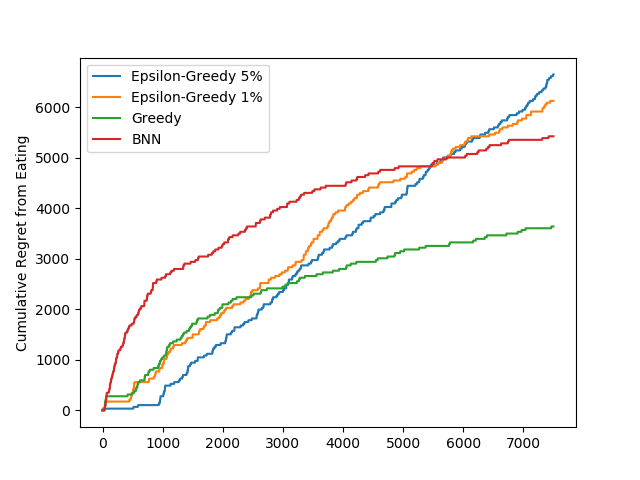 Epsilon-Greedy 5%
Epsilon-Greedy 1%
Greedy
BNN
Cumulative Regret from Eating
6000
5000
4000
3000
2000
1000
0
0 1000 2000 3000 4000 5000 6000 7000